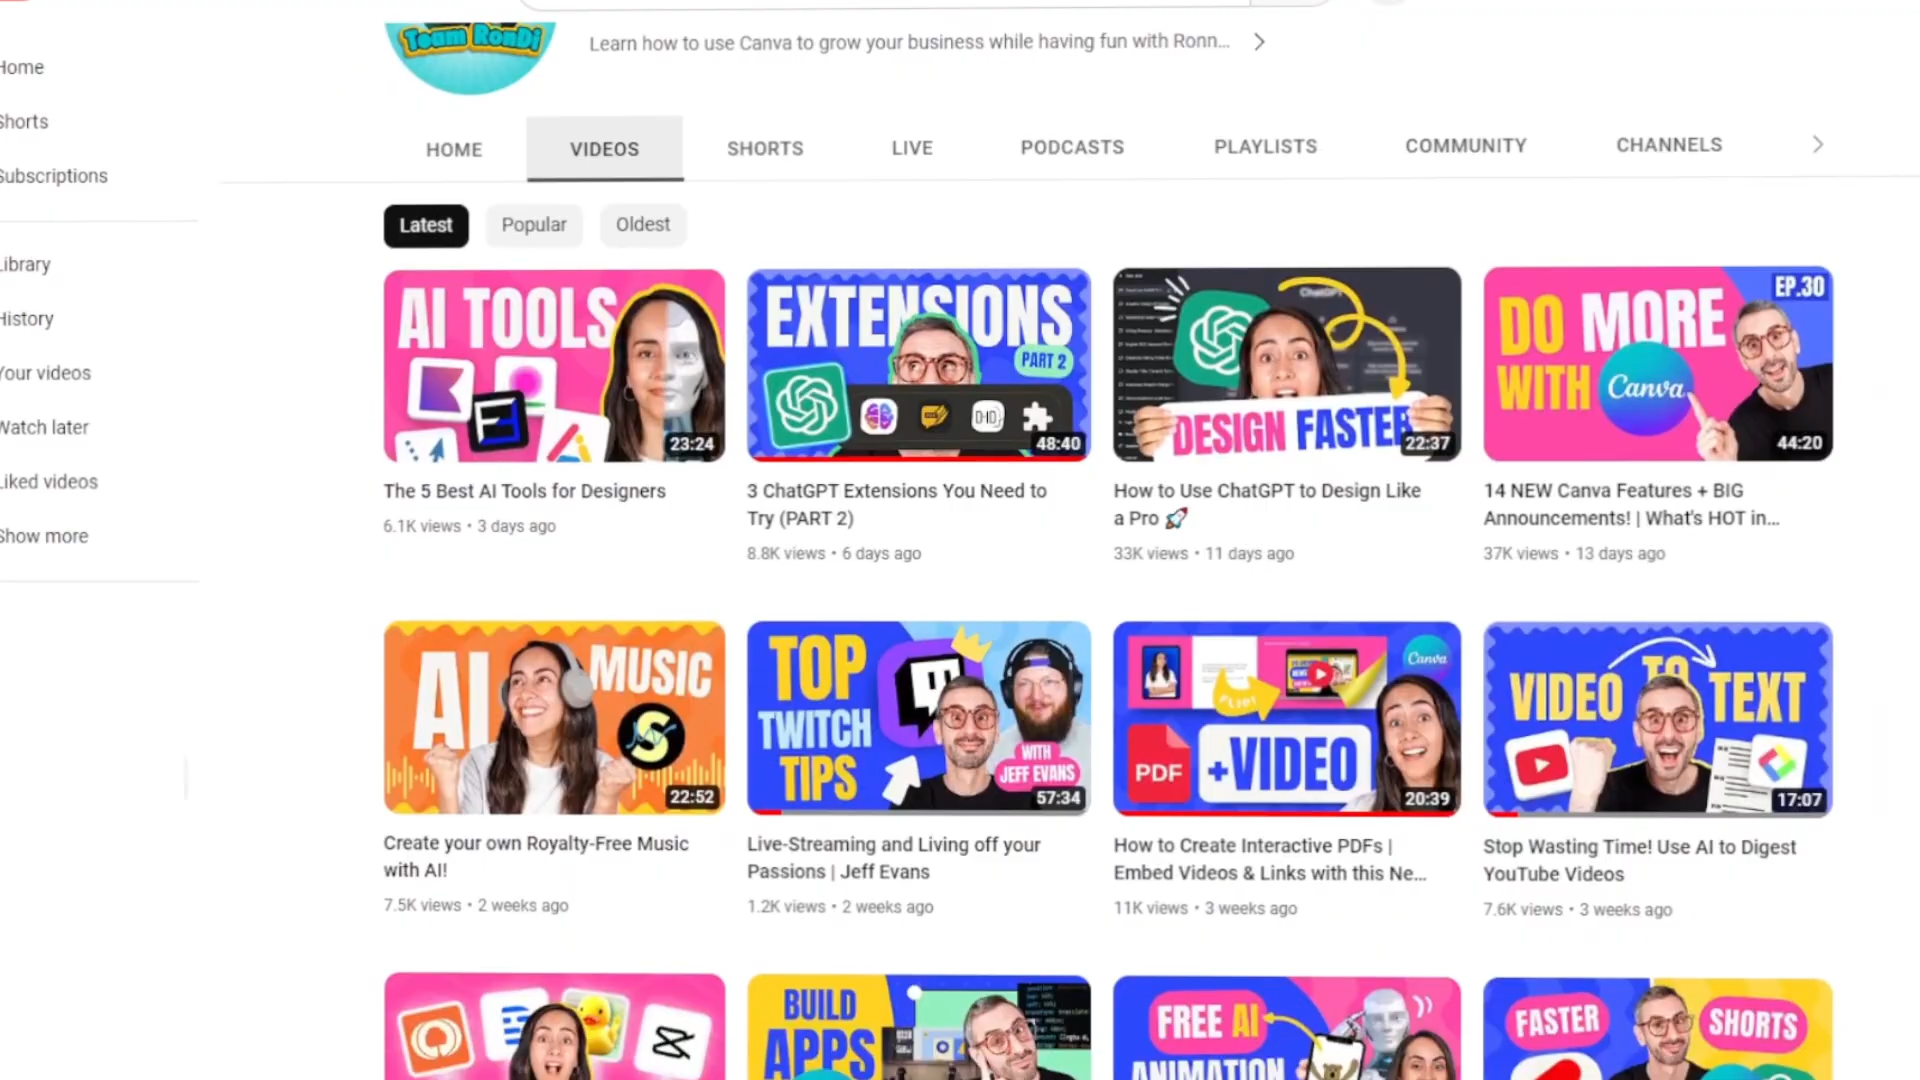 Team RonDi
Learn how to use Canva to grow your business while having fun with Ronn...
Home
Shorts
Subscriptions
Library
History
Your videos
Watch later
Liked videos
Show more
HOME
VIDEOS
SHORTS
LIVE
PODCASTS
PLAYLISTS
COMMUNITY
CHANNELS
Latest
Popular
Oldest
AI TOOLS
23:24
EXTENSIONS
PART 2
D-ID
48:40
ChatGPT
DESIGN FASTER
22:37
EP.30
DO MORE
WITH
Canva
44:20
The 5 Best AI Tools for Designers
6.1K views • 3 days ago
3 ChatGPT Extensions You Need to
Try (PART 2)
8.8K views • 6 days ago
How to Use ChatGPT to Design Like
a Pro 🚀
33K views • 11 days ago
14 NEW Canva Features + BIG
Announcements! | What's HOT in...
37K views • 13 days ago
AI MUSIC
22:52
TOP
TWITCH
TIPS
WITH
JEFF EVANS
57:34
Canva
FLIP!
PDF
+VIDEO
20:39
VIDEO TO TEXT
17:07
Create your own Royalty-Free Music
with AI!
7.5K views • 2 weeks ago
Live-Streaming and Living off your
Passions | Jeff Evans
1.2K views • 2 weeks ago
How to Create Interactive PDFs |
Embed Videos & Links with this Ne...
11K views • 3 weeks ago
Stop Wasting Time! Use AI to Digest
YouTube Videos
7.6K views • 3 weeks ago
BUILD
APPS
FREE AI
ANIMATION
FASTER
SHORTS